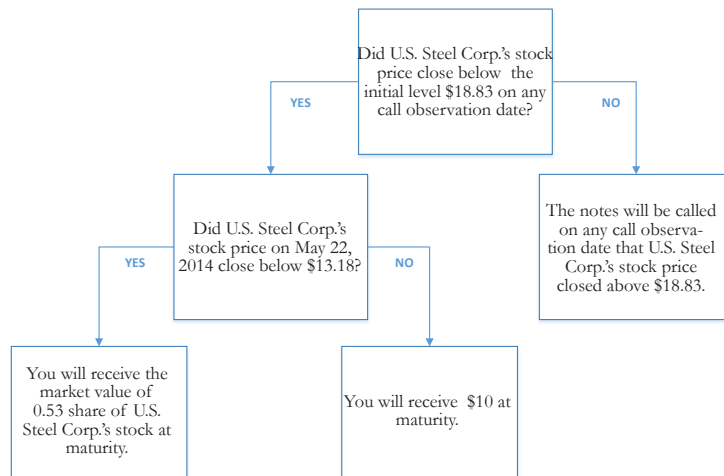 Did U.S. Steel Corp.'s stock
price close below the
initial level $18.83 on any
call observation date?
YES
NO
Did U.S. Steel Corp.'s
stock price on May 22,
2014 close below $13.18?
The notes will be called
on any call observa-
tion date that U.S. Steel
Corp.'s stock price
closed above $18.83.
YES
NO
You will receive the
market value of
0.53 share of U.S.
Steel Corp.'s stock at
maturity.
You will receive $10 at
maturity.